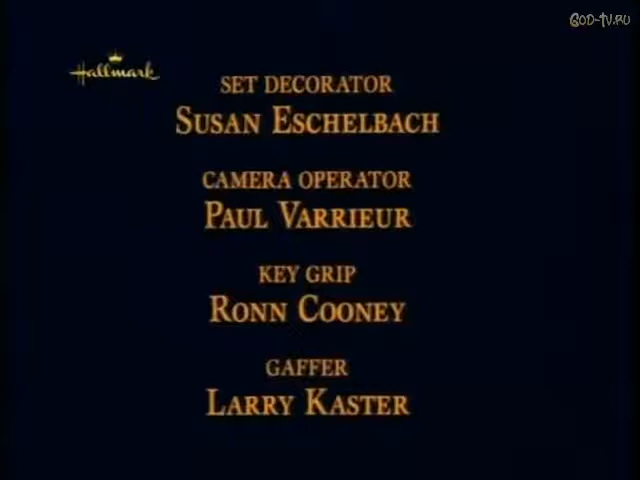 GOD-TV.RU
Hallmark
SET DECORATOR
SUSAN ESCHELBACH
CAMERA OPERATOR
PAUL VARRIEUR
KEY GRIP
RONN COONEY
GAFFER
LARRY KASTER